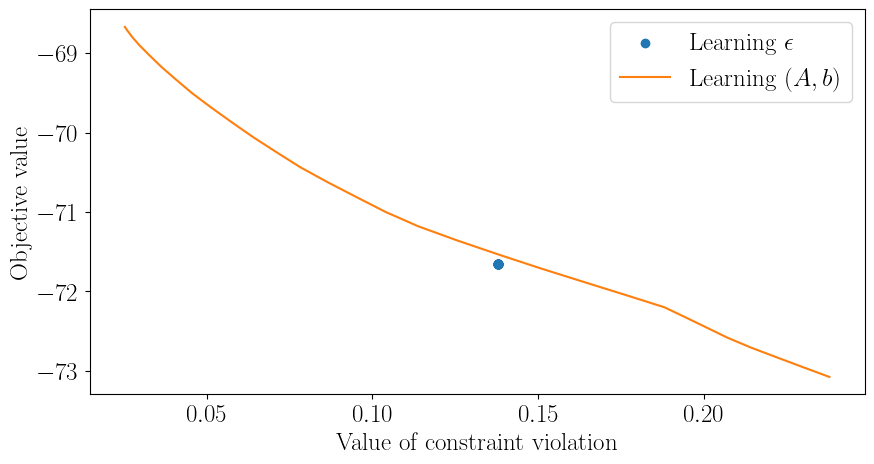 Learning ϵ
Learning (A, b)
Objective value
−69
−70
−71
−72
−73
0.05
0.10
0.15
0.20
Value of constraint violation